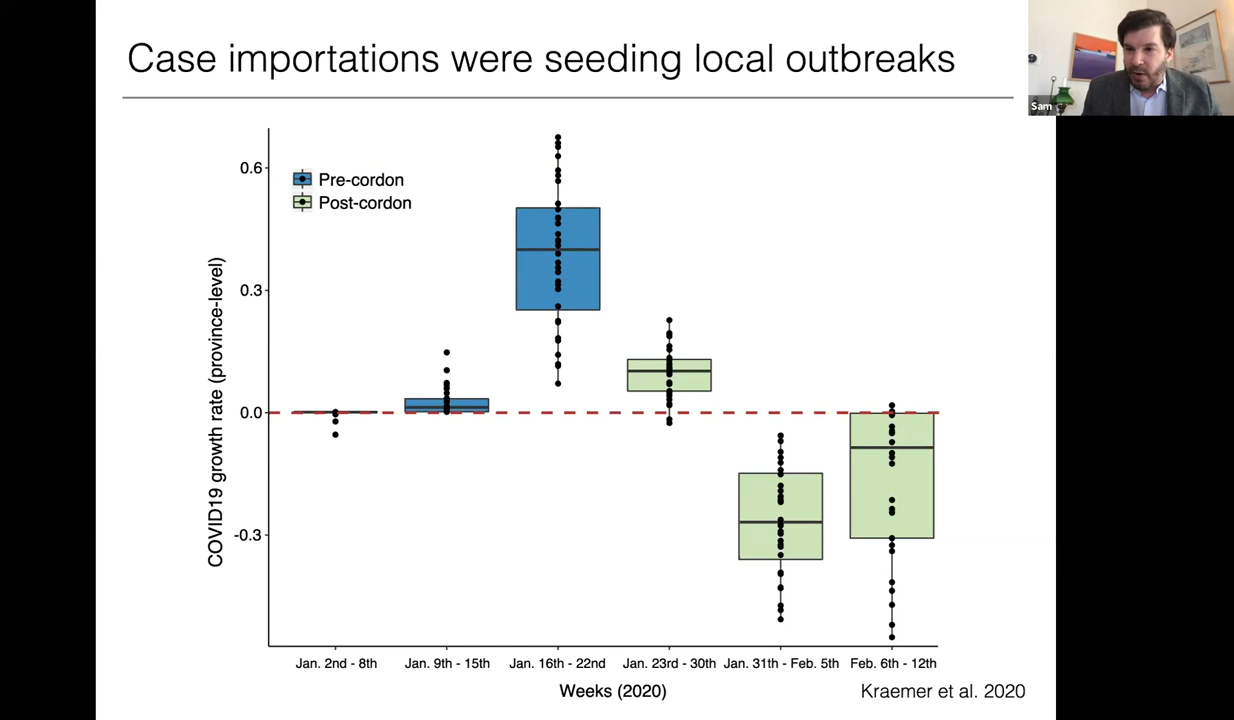 Case importations were seeding local outbreaks
Sam
0.6
0.3
0.0
-0.3
Pre-cordon
Post-cordon
COVID19 growth rate (province-level)
Jan. 2nd - 8th
Jan. 9th - 15th
Jan. 16th - 22nd
Jan. 23rd - 30th
Jan. 31th - Feb. 5th
Feb. 6th - 12th
Weeks (2020)
Kraemer et al. 2020